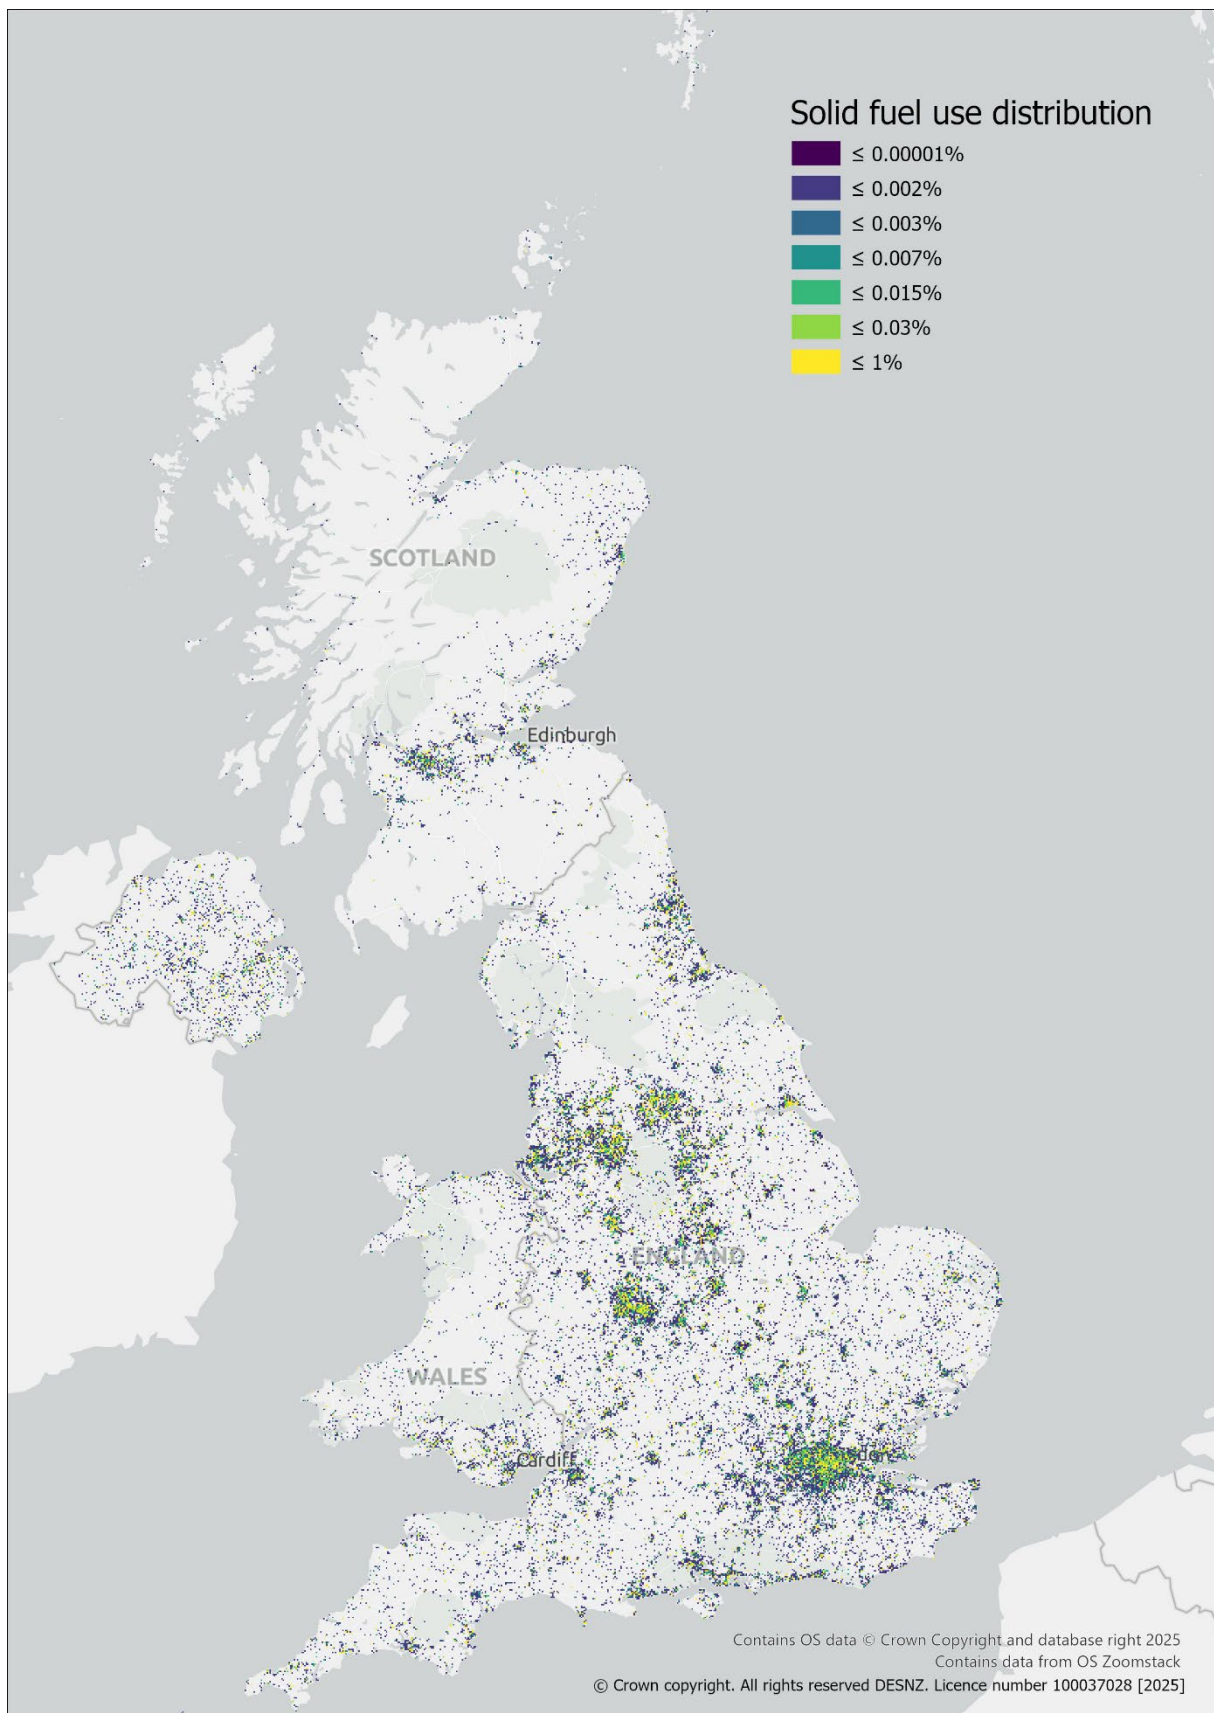 Solid fuel use distribution
≤ 0.00001%
≤ 0.002%
≤ 0.003%
≤ 0.007%
≤ 0.015%
≤ 0.03%
≤ 1%
SCOTLAND
Edinburgh
ENGLAND
WALES
Cardiff
Contains OS data © Crown Copyright and database right 2025
Contains data from OS Zoomstack
© Crown copyright. All rights reserved DESNZ. Licence number 100037028 [2025]